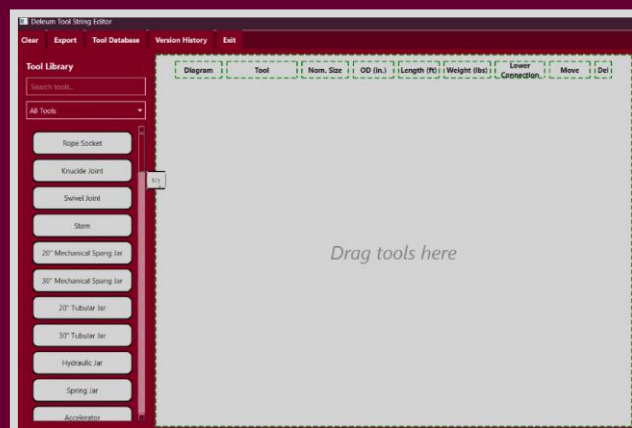 Deleum Tool String Editor
Clear Export Tool Database Version History Exit
Tool Library
Search tools...
All Tools
Rope Socket
Knuckle Joint
Swivel Joint
Stem
20" Mechanical Spang Jar
30" Mechanical Spang Jar
20" Tubular Jar
30" Tubular Jar
Hydraulic Jar
Spring Jar
Accelerator
Diagram Tool Nom. Size OD (in.) Length (ft) Weight (lbs) Lower Connection Move Del
Drag tools here